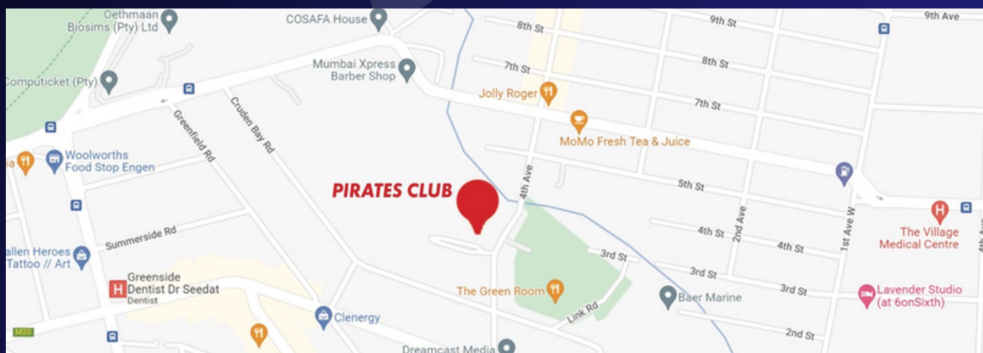 Oethmaan
Biosims (Pty) Ltd
COSAFA House
8th St
9th St
9th Ave
Computicket (Pty)
Mumbai Xpress
Barber Shop
7th St
8th St
Jolly Roger
7th St
Greenfield Rd
Cruden Bay Rd
MoMo Fresh Tea & Juice
Woolworths
Food Stop Engen
PIRATES CLUB
4th Ave
5th St
The Village
Medical Centre
Summerside Rd
4th St
2nd Ave
4th St
1st Ave W
allen Heroes
Tattoo // Art
3rd St
Greenside
Dentist Dr Seedat
Dentist
The Green Room
3rd St
3rd St
Baer Marine
Lavender Studio
(at 6onSixth)
Link Rd
Clenergy
2nd St
M20
Dreamcast Media